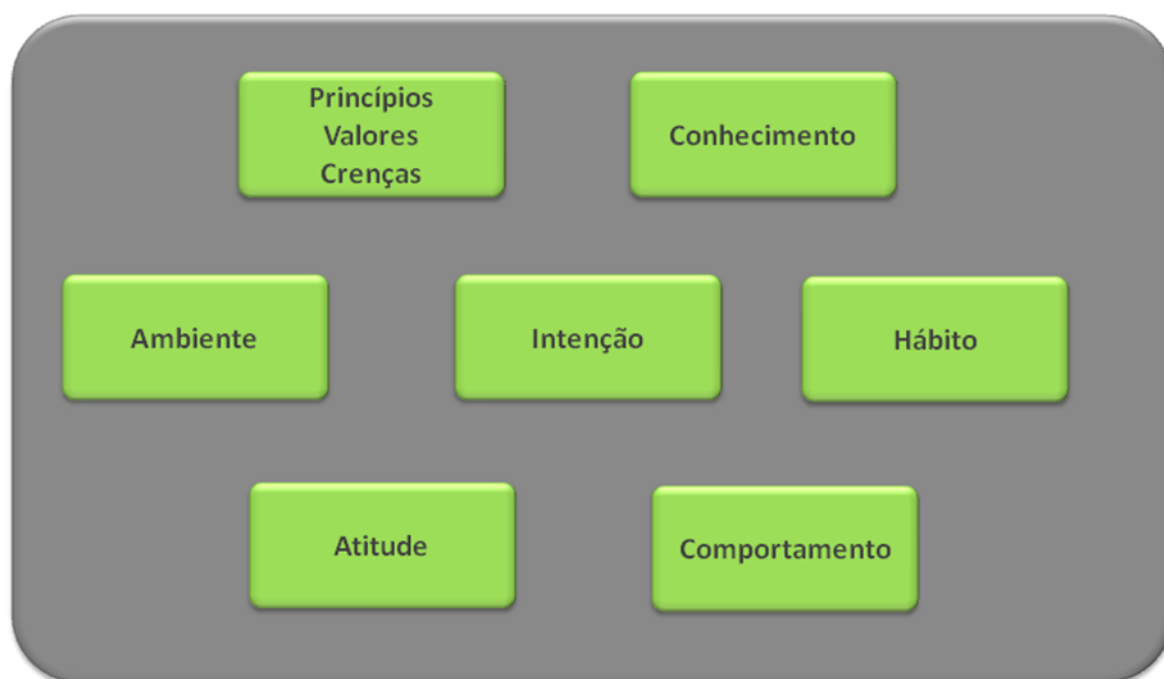 Princípios
Valores
Crenças
Conhecimento
Ambiente
Intenção
Hábito
Atitude
Comportamento